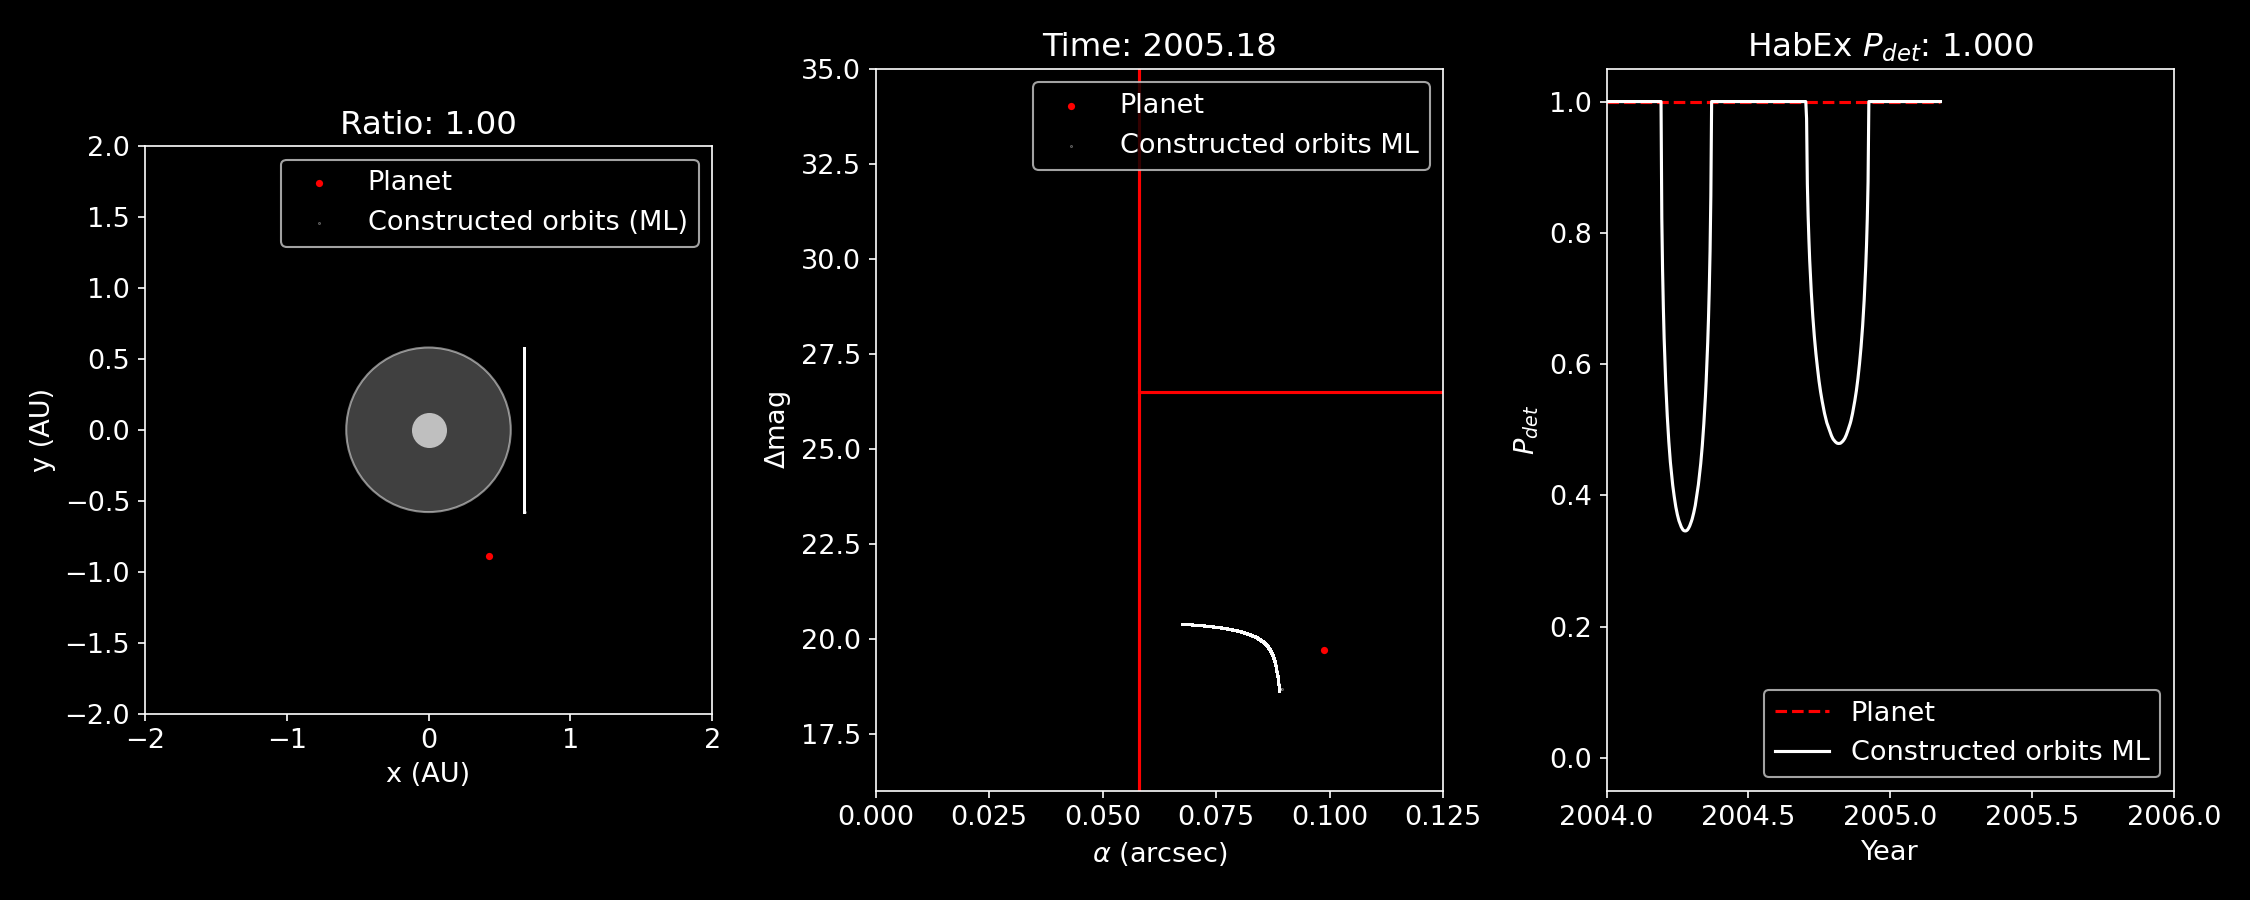 Ratio: 1.00
Planet
Constructed orbits (ML)
2.0
1.5
1.0
0.5
0.0
−0.5
−1.0
−1.5
−2.0
y (AU)
−2
−1
0
1
2
x (AU)
Time: 2005.18
Planet
Constructed orbits ML
35.0
32.5
30.0
27.5
25.0
22.5
20.0
17.5
Δmag
0.000
0.025
0.050
0.075
0.100
0.125
α (arcsec)
HabEx P_det: 1.000
1.0
0.8
0.6
0.4
0.2
0.0
P_det
Planet
Constructed orbits ML
2004.0
2004.5
2005.0
2005.5
2006.0
Year